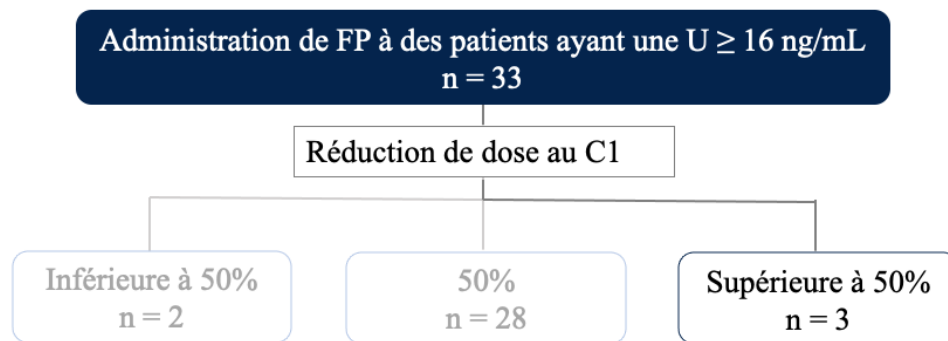 Administration de FP à des patients ayant une U ≥ 16 ng/mL
n = 33
Réduction de dose au C1
Inférieure à 50%
n = 2
50%
n = 28
Supérieure à 50%
n = 3